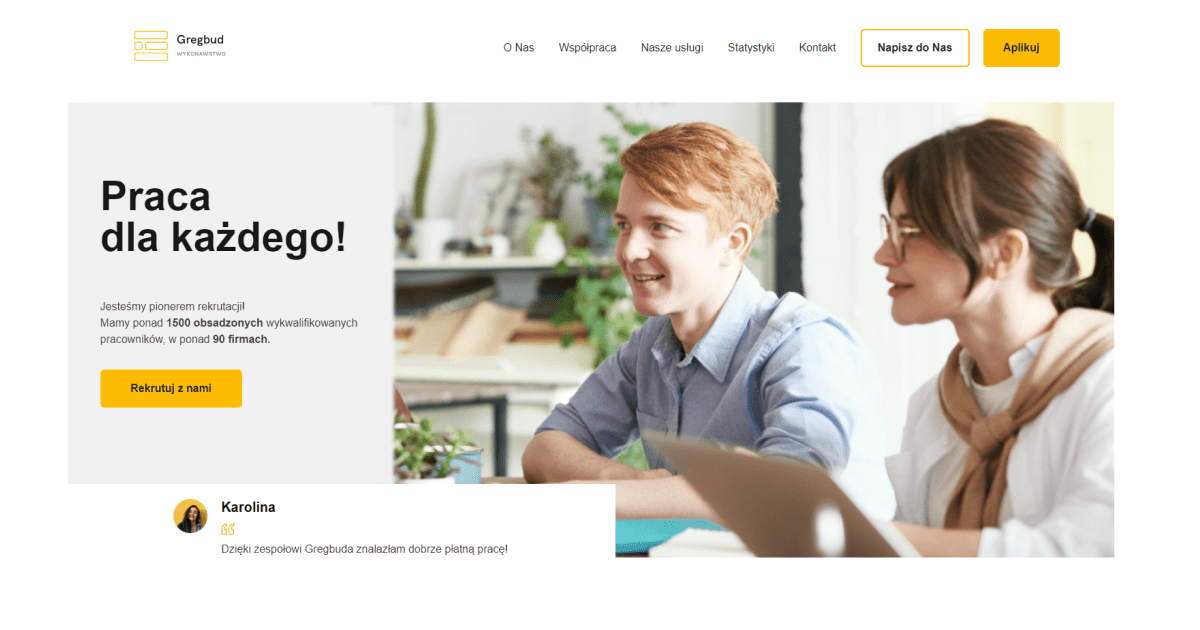 Gregbud
WYKONAWSTWO
O Nas
Współpraca
Nasze usługi
Statystyki
Kontakt
Napisz do Nas
Aplikuj
Praca
dla każdego!
Jesteśmy pionerem rekrutacji!
Mamy ponad 1500 obsadzonych wykwalifikowanych
pracowników, w ponad 90 firmach.
Rekrutuj z nami
Karolina
Dzięki zespołowi Gregbuda znalazłam dobrze płatną pracę!